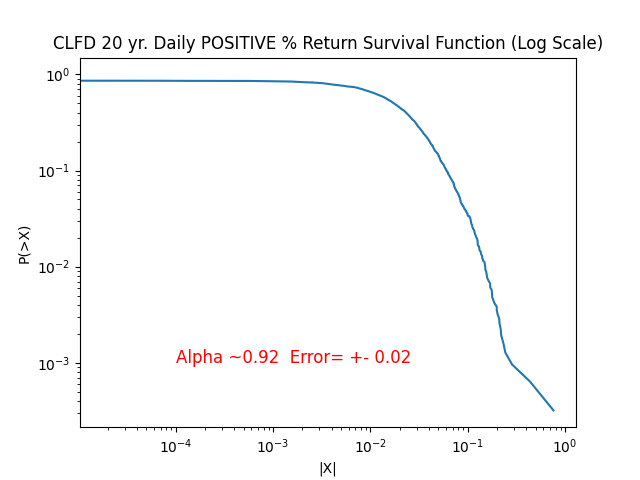 CLFD 20 yr. Daily POSITIVE % Return Survival Function (Log Scale)
10⁰
10⁻¹
10⁻²
10⁻³
P(>X)
Alpha ~0.92  Error= +- 0.02
10⁻⁴ 10⁻³ 10⁻² 10⁻¹ 10⁰
|X|